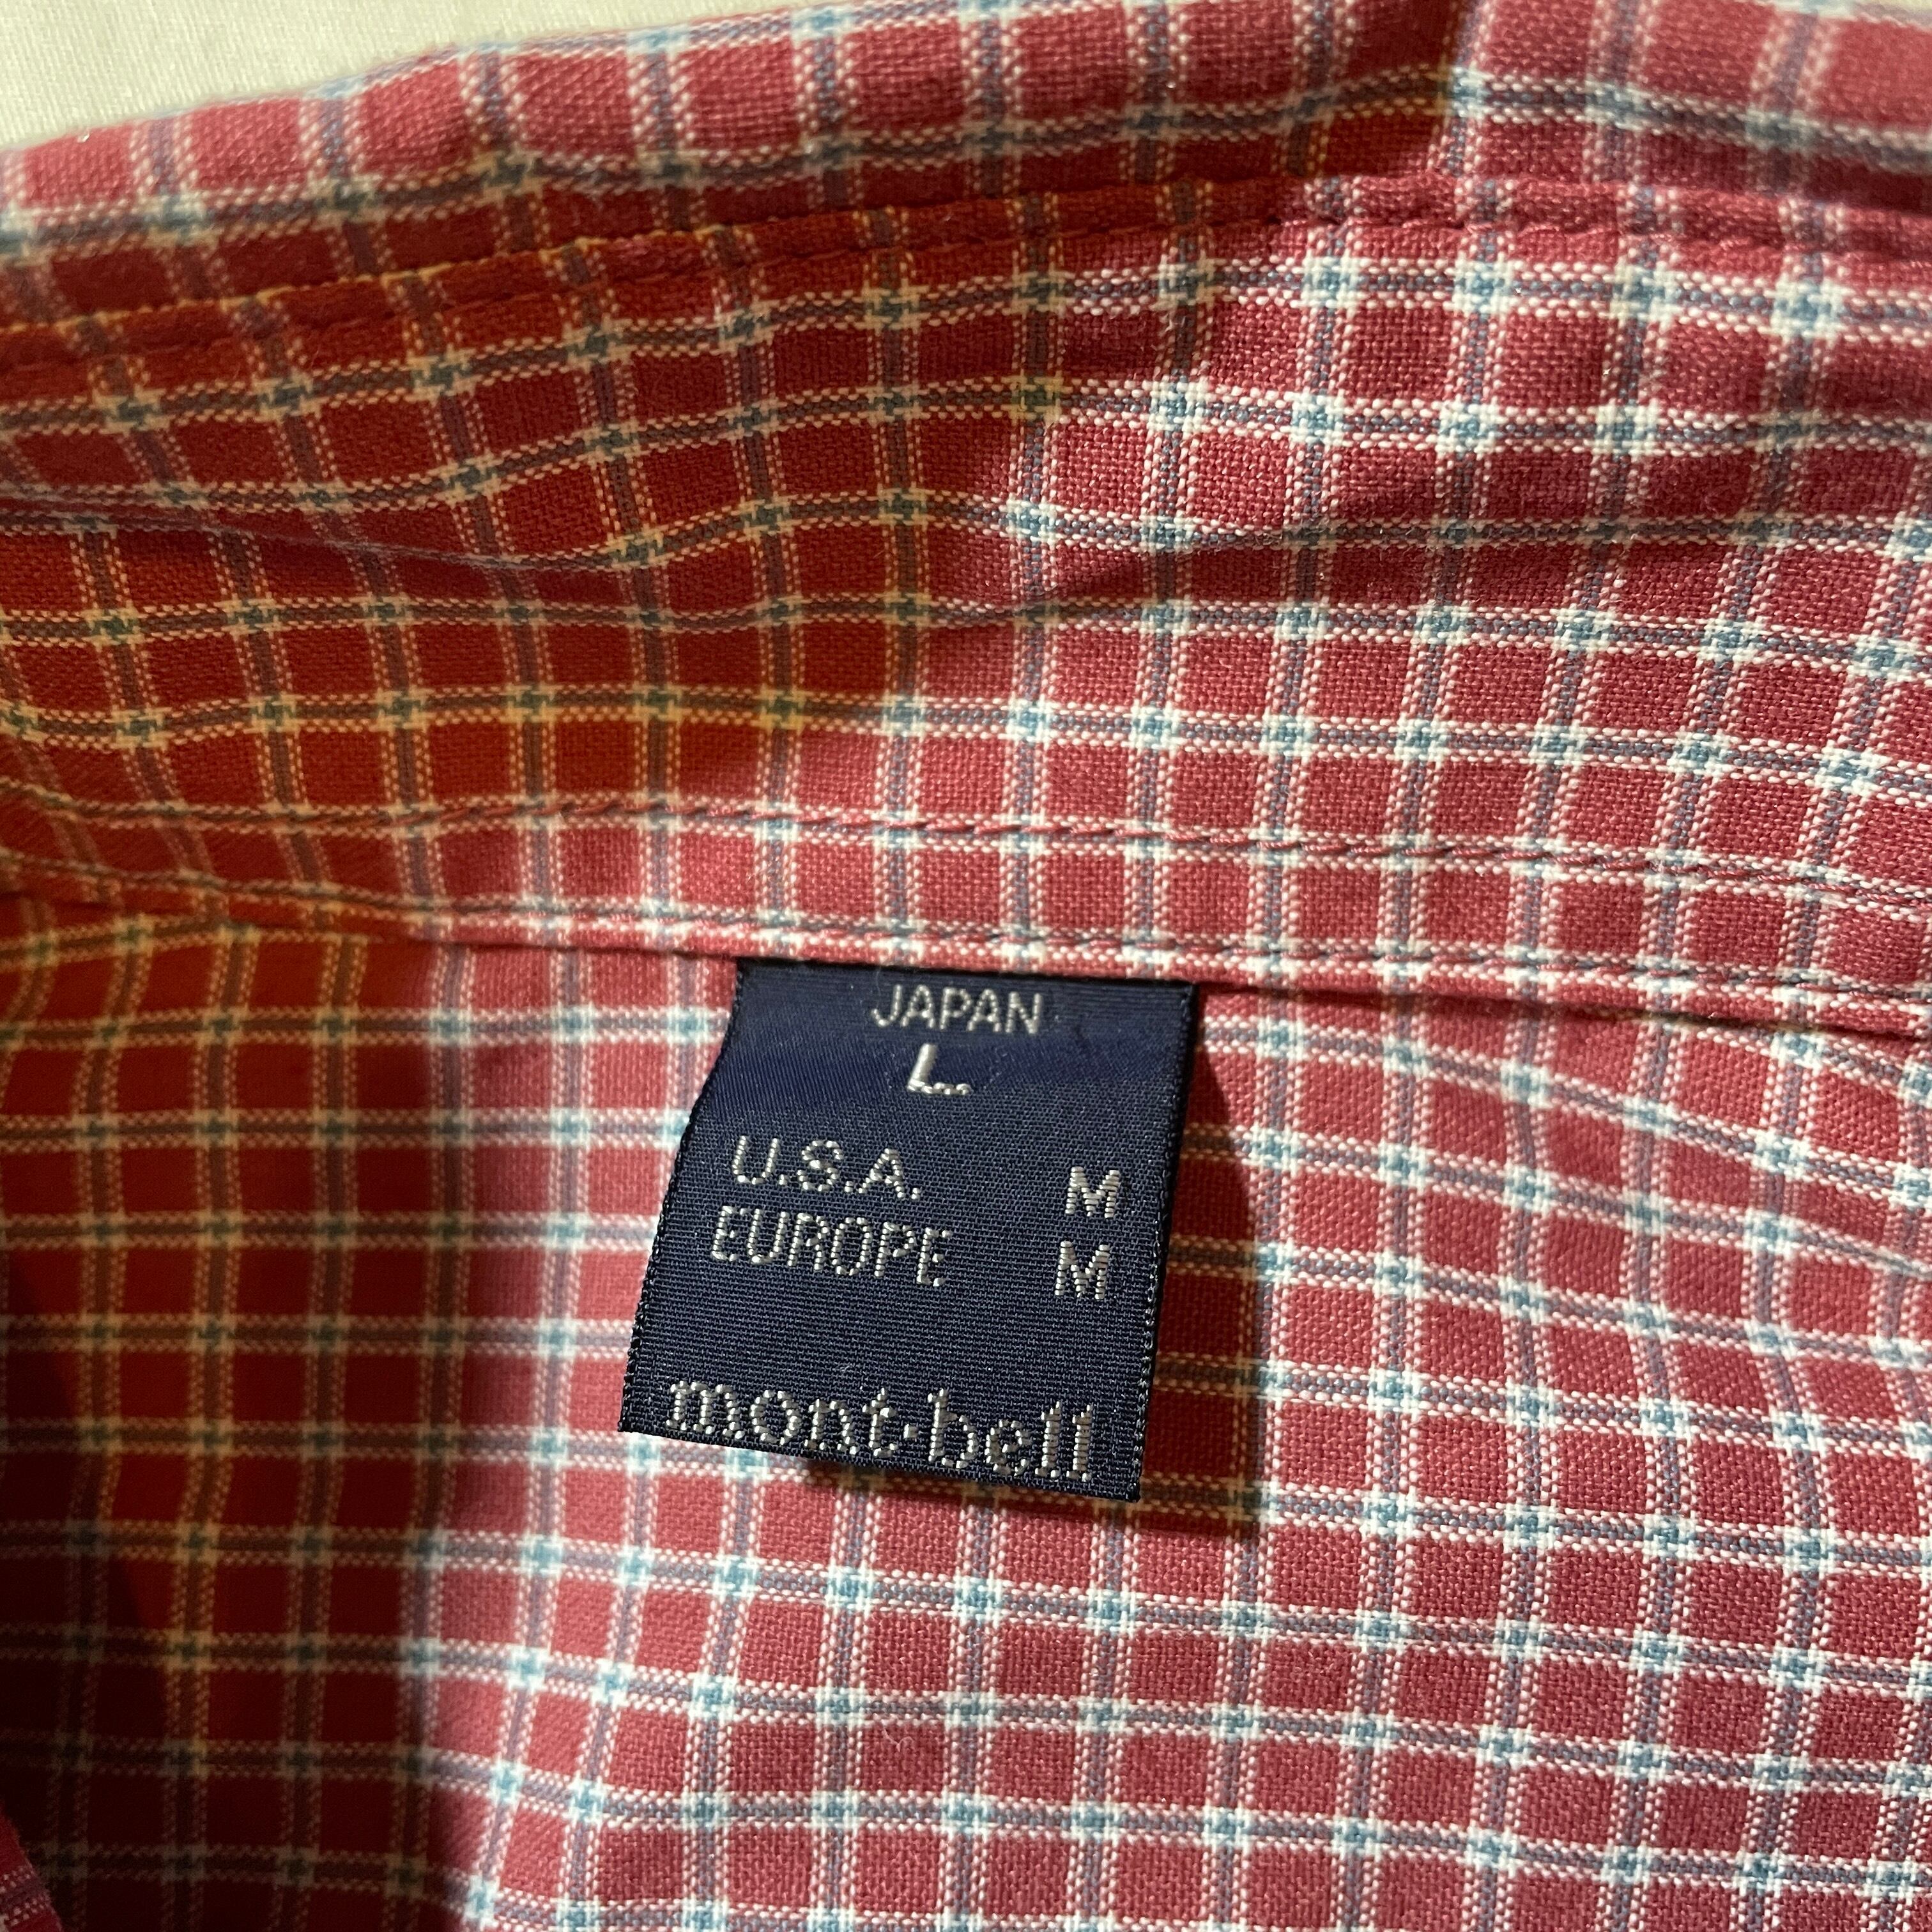 JAPAN
L
U.S.A. M
EUROPE M
mont·bell